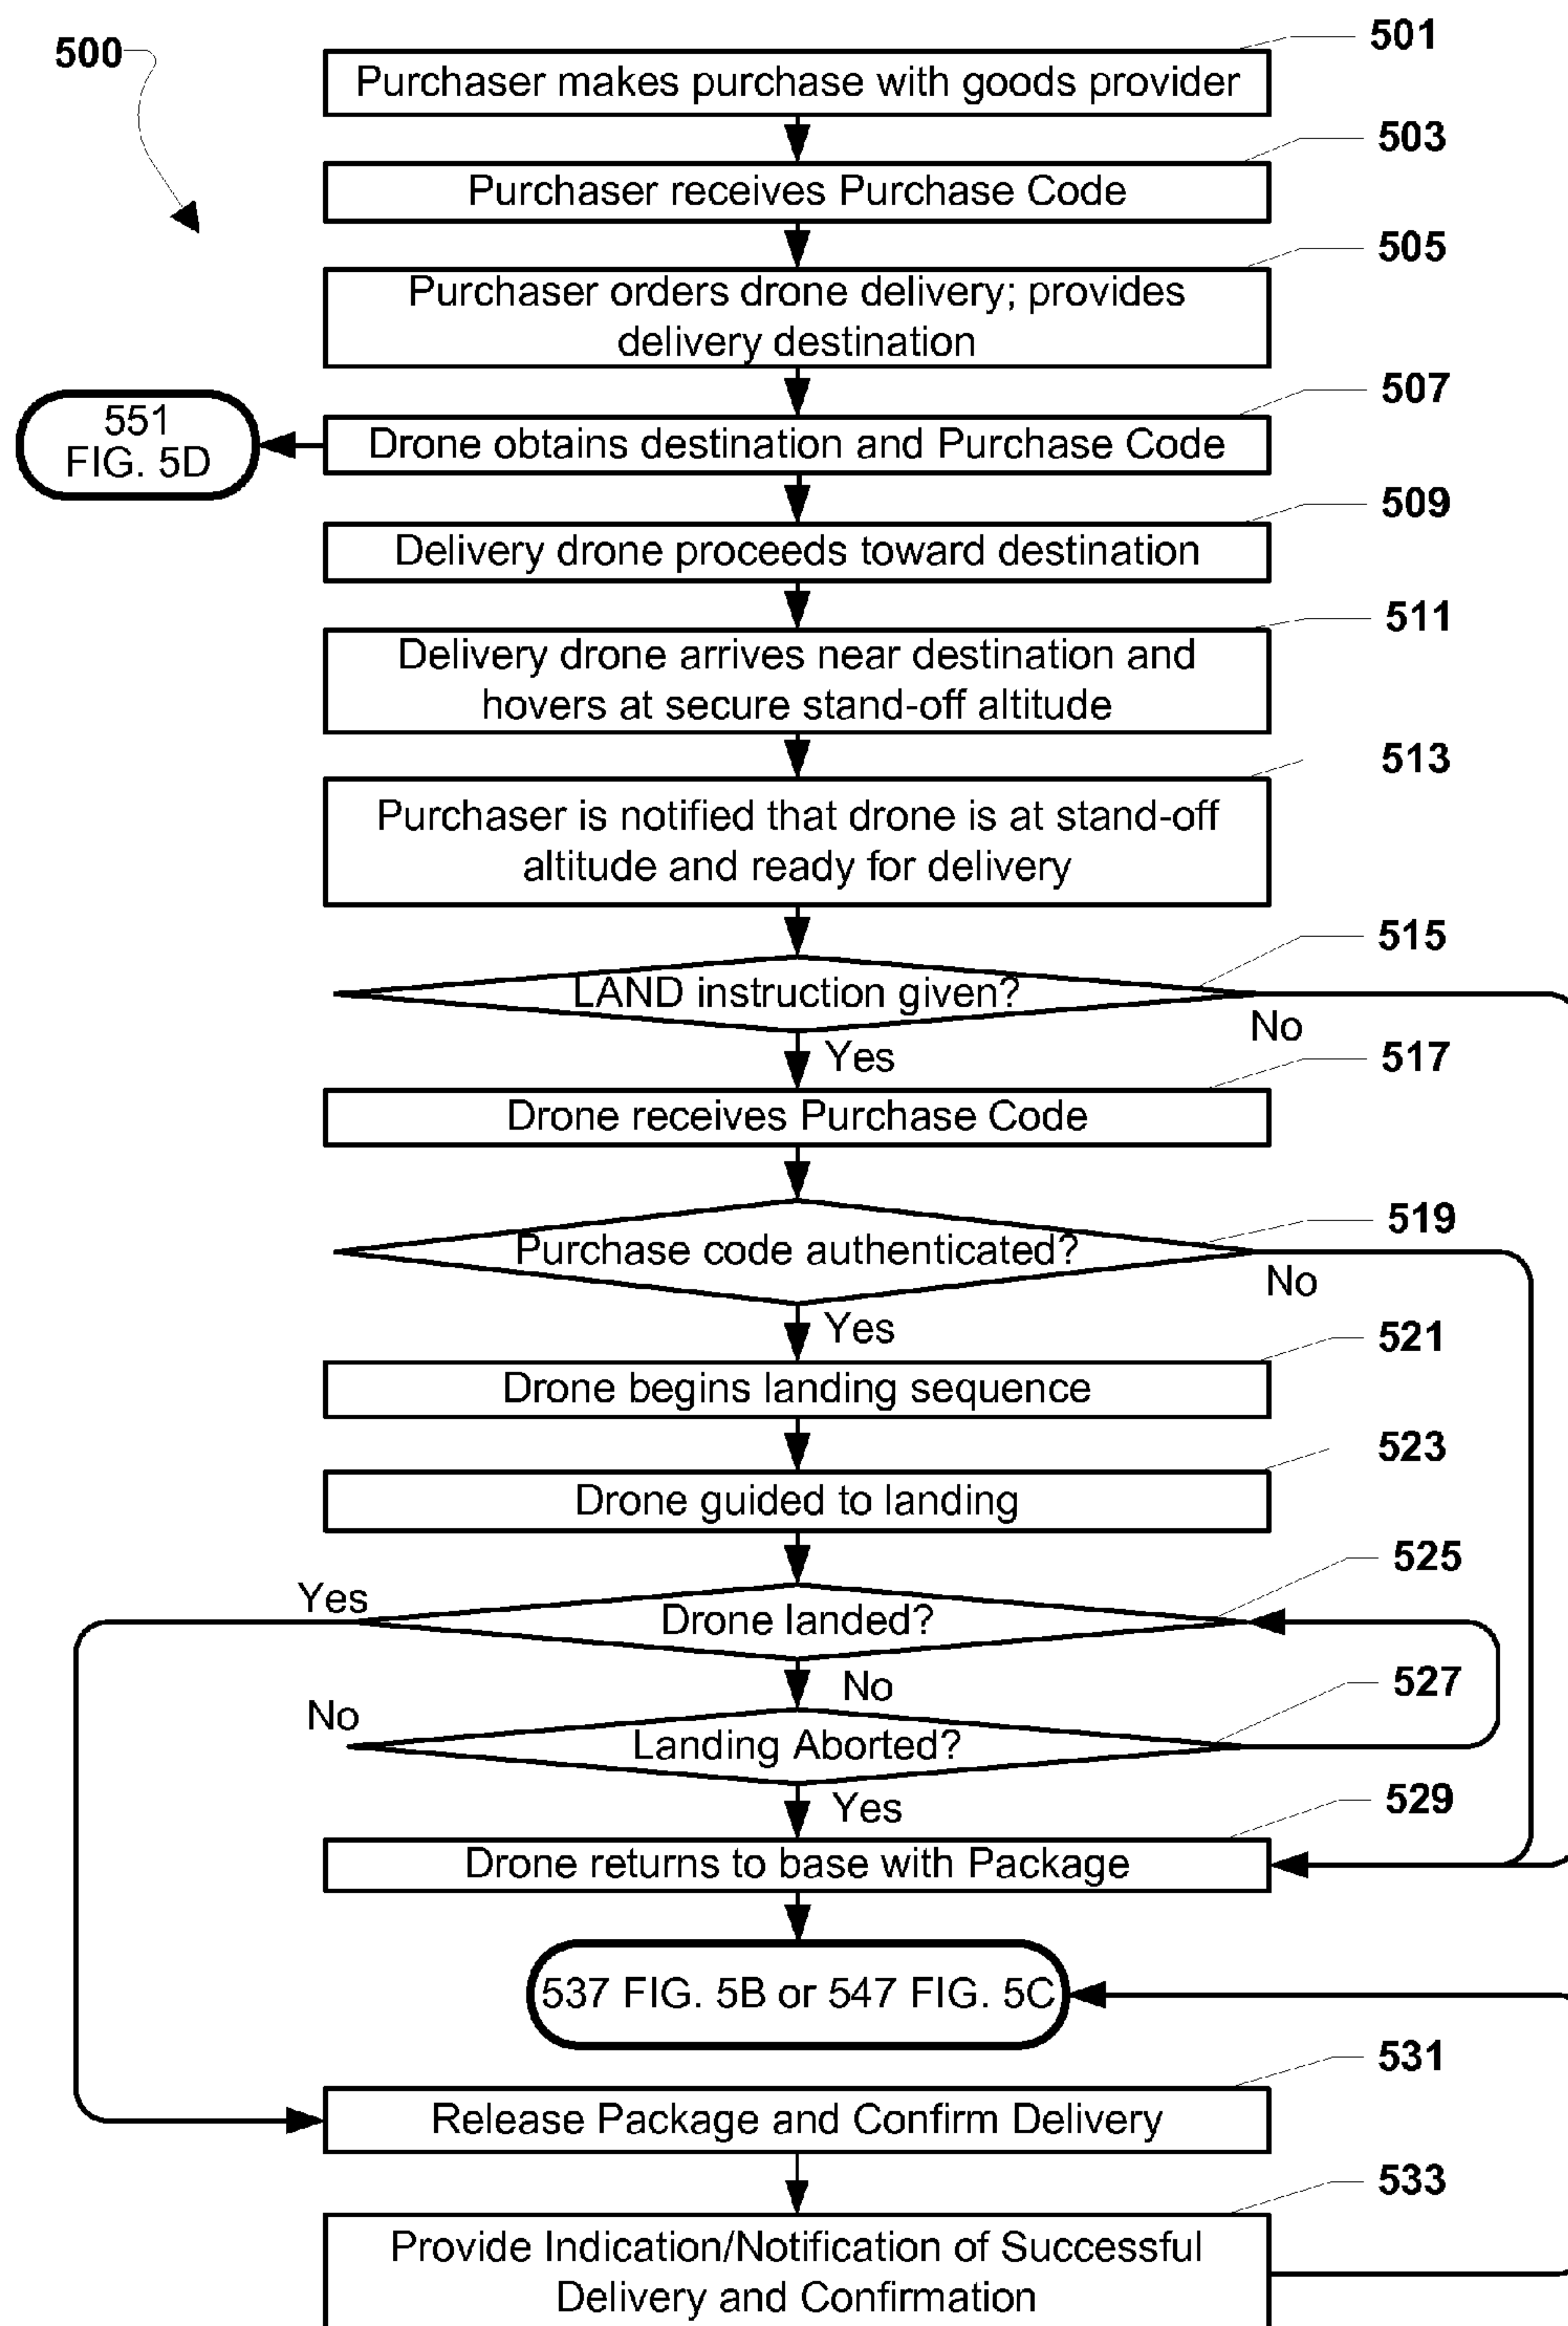 500
501
Purchaser makes purchase with goods provider
503
Purchaser receives Purchase Code
505
Purchaser orders drone delivery; provides
delivery destination
507
551
FIG. 5D
Drone obtains destination and Purchase Code
509
Delivery drone proceeds toward destination
511
Delivery drone arrives near destination and
hovers at secure stand-off altitude
513
Purchaser is notified that drone is at stand-off
altitude and ready for delivery
515
LAND instruction given?
No
Yes
517
Drone receives Purchase Code
519
Purchase code authenticated?
No
Yes
521
Drone begins landing sequence
523
Drone guided to landing
525
Yes
Drone landed?
No
527
No
Landing Aborted?
Yes
529
Drone returns to base with Package
537 FIG. 5B or 547 FIG. 5C
531
Release Package and Confirm Delivery
533
Provide Indication/Notification of Successful
Delivery and Confirmation